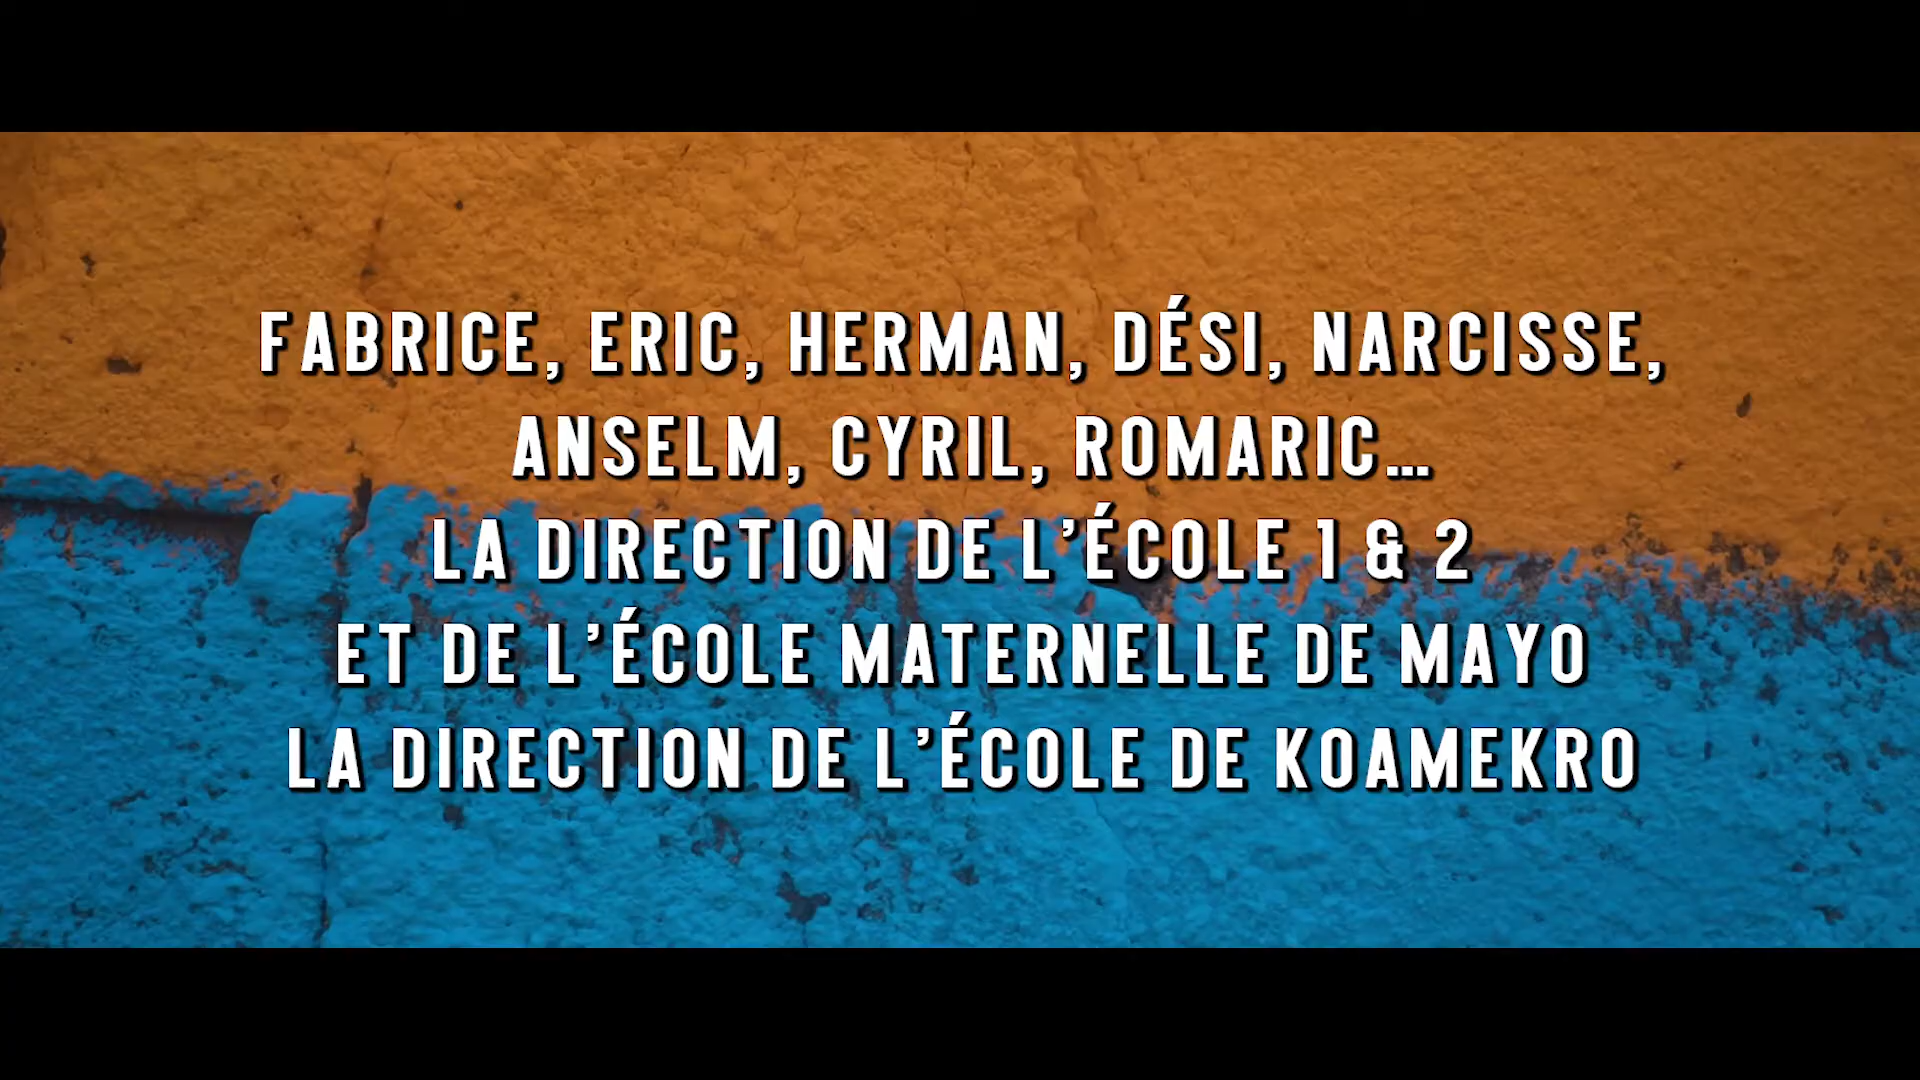 FABRICE, ERIC, HERMAN, DÉSI, NARCISSE,
ANSELM, CYRIL, ROMARIC...
LA DIRECTION DE L'ÉCOLE 1 & 2
ET DE L'ÉCOLE MATERNELLE DE MAYO
LA DIRECTION DE L'ÉCOLE DE KOAMEKRO